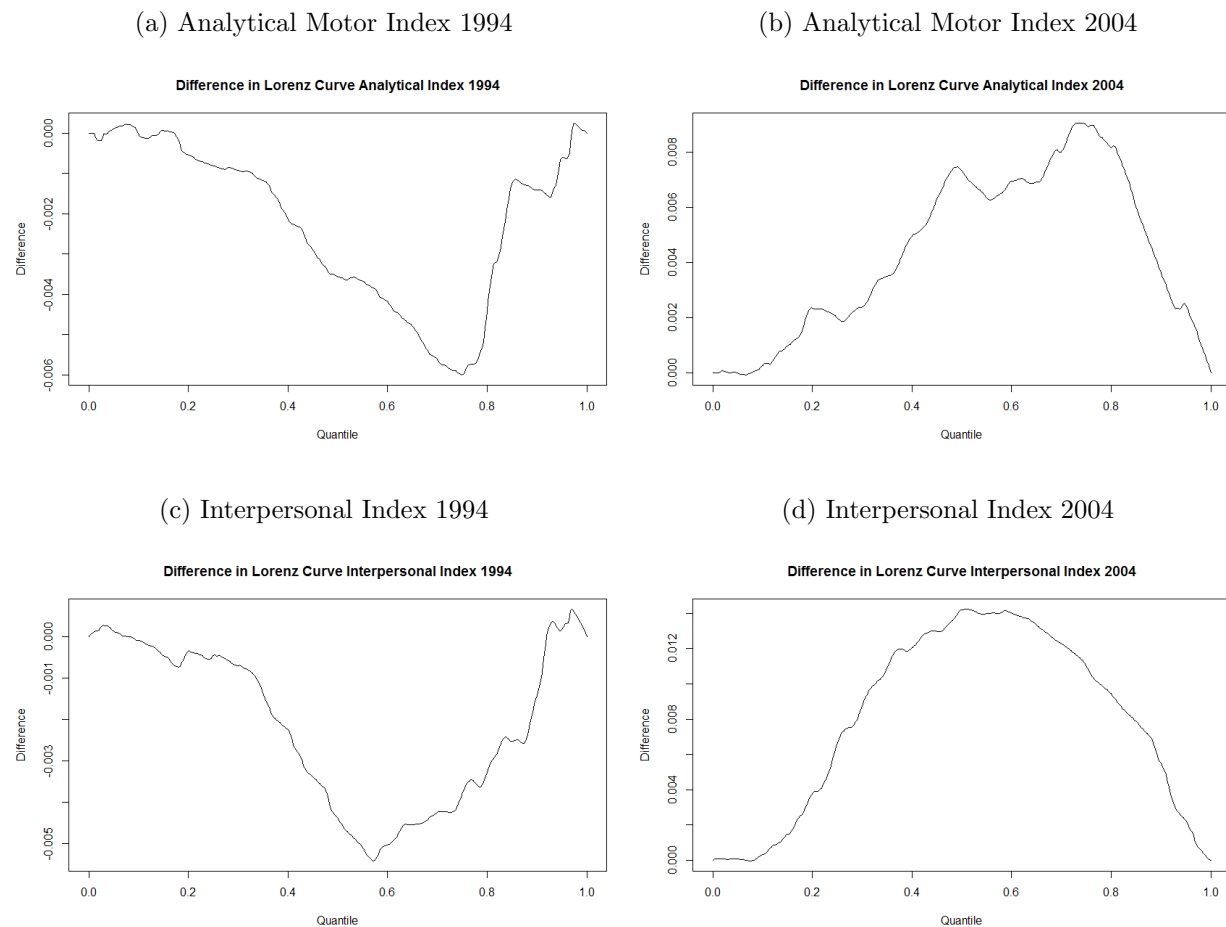 (a) Analytical Motor Index 1994
Difference in Lorenz Curve Analytical Index 1994
Difference
0.000
-0.002
-0.004
-0.006
0.0 0.2 0.4 0.6 0.8 1.0
Quantile
(b) Analytical Motor Index 2004
Difference in Lorenz Curve Analytical Index 2004
Difference
0.008
0.006
0.004
0.002
0.000
0.0 0.2 0.4 0.6 0.8 1.0
Quantile
(c) Interpersonal Index 1994
Difference in Lorenz Curve Interpersonal Index 1994
Difference
0.000
-0.001
-0.003
-0.005
0.0 0.2 0.4 0.6 0.8 1.0
Quantile
(d) Interpersonal Index 2004
Difference in Lorenz Curve Interpersonal Index 2004
Difference
0.012
0.008
0.004
0.000
0.0 0.2 0.4 0.6 0.8 1.0
Quantile